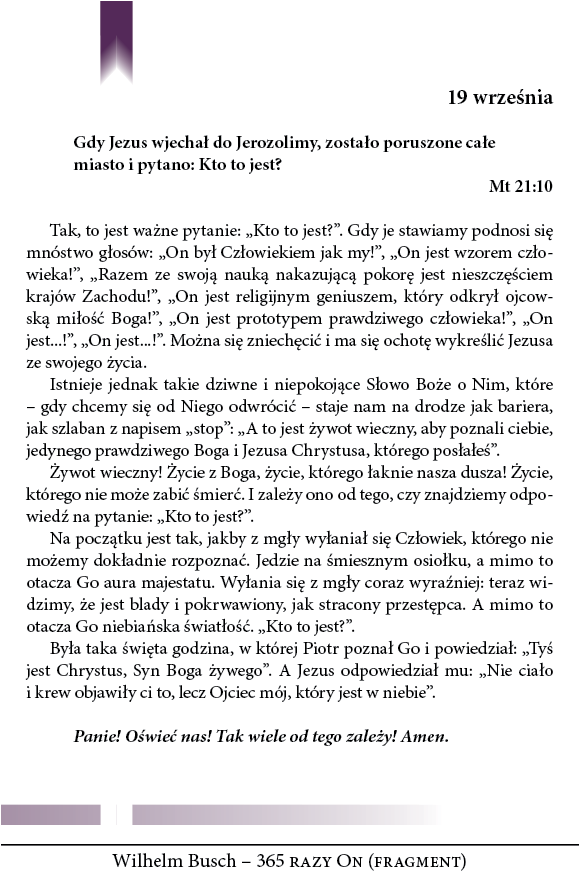 19 września
Gdy Jezus wjechał do Jerozolimy, zostało poruszone całe
miasto i pytano: Kto to jest?
Mt 21:10
Tak, to jest ważne pytanie: „Kto to jest?”. Gdy je stawiamy podnosi się
mnóstwo głosów: „On był Człowiekiem jak my!”, „On jest wzorem czło-
wieka!”, „Razem ze swoją nauką nakazującą pokorę jest nieszczęściem
krajów Zachodu!”, „On jest religijnym geniuszem, który odkrył ojcow-
ską miłość Boga!”, „On jest prototypem prawdziwego człowieka!”, „On
jest...!”, „On jest...!”. Można się zniechęcić i ma się ochotę wykreślić Jezusa
ze swojego życia.
Istnieje jednak takie dziwne i niepokojące Słowo Boże o Nim, które
– gdy chcemy się od Niego odwrócić – staje nam na drodze jak bariera,
jak szlaban z napisem „stop”: „A to jest żywot wieczny, aby poznali ciebie,
jedynego prawdziwego Boga i Jezusa Chrystusa, którego posłałeś”.
Żywot wieczny! Życie z Boga, życie, którego łaknie nasza dusza! Życie,
którego nie może zabić śmierć. I zależy ono od tego, czy znajdziemy odpo-
wiedź na pytanie: „Kto to jest?”.
Na początku jest tak, jakby z mgły wyłaniał się Człowiek, którego nie
możemy dokładnie rozpoznać. Jedzie na śmiesznym osiołku, a mimo to
otacza Go aura majestatu. Wyłania się z mgły coraz wyraźniej: teraz wi-
dzimy, że jest blady i pokrwawiony, jak stracony przestępca. A mimo to
otacza Go niebiańska światłość. „Kto to jest?”.
Była taka święta godzina, w której Piotr poznał Go i powiedział: „Tyś
jest Chrystus, Syn Boga żywego”. A Jezus odpowiedział mu: „Nie ciało
i krew objawiły ci to, lecz Ojciec mój, który jest w niebie”.
Panie! Oświeć nas! Tak wiele od tego zależy! Amen.
Wilhelm Busch – 365 razy On (fragment)